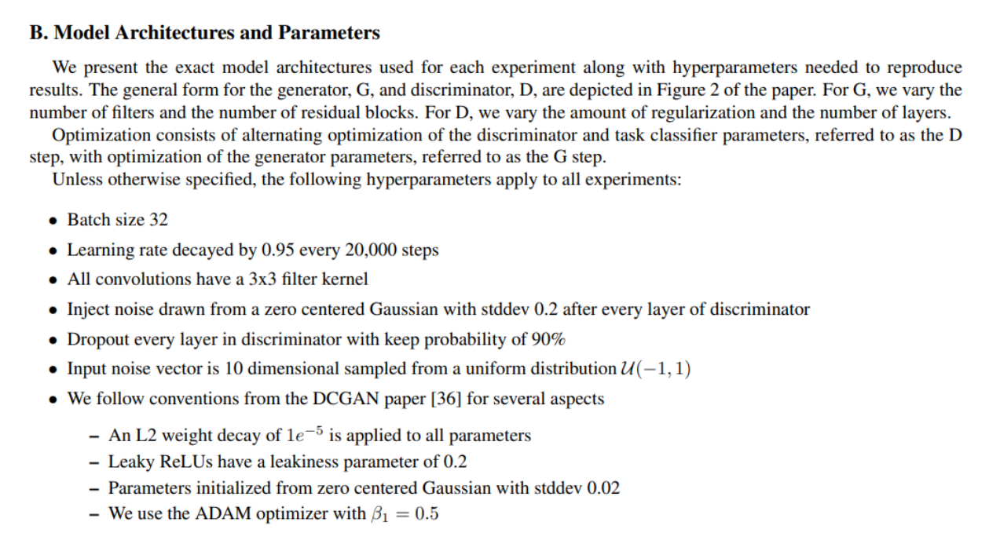 B. Model Architectures and Parameters
We present the exact model architectures used for each experiment along with hyperparameters needed to reproduce
results. The general form for the generator, G, and discriminator, D, are depicted in Figure 2 of the paper. For G, we vary the
number of filters and the number of residual blocks. For D, we vary the amount of regularization and the number of layers.
Optimization consists of alternating optimization of the discriminator and task classifier parameters, referred to as the D
step, with optimization of the generator parameters, referred to as the G step.
Unless otherwise specified, the following hyperparameters apply to all experiments:
• Batch size 32
• Learning rate decayed by 0.95 every 20,000 steps
• All convolutions have a 3x3 filter kernel
• Inject noise drawn from a zero centered Gaussian with stddev 0.2 after every layer of discriminator
• Dropout every layer in discriminator with keep probability of 90%
• Input noise vector is 10 dimensional sampled from a uniform distribution 𝒰(−1, 1)
• We follow conventions from the DCGAN paper [36] for several aspects
– An L2 weight decay of 1e⁻⁵ is applied to all parameters
– Leaky ReLUs have a leakiness parameter of 0.2
– Parameters initialized from zero centered Gaussian with stddev 0.02
– We use the ADAM optimizer with β₁ = 0.5